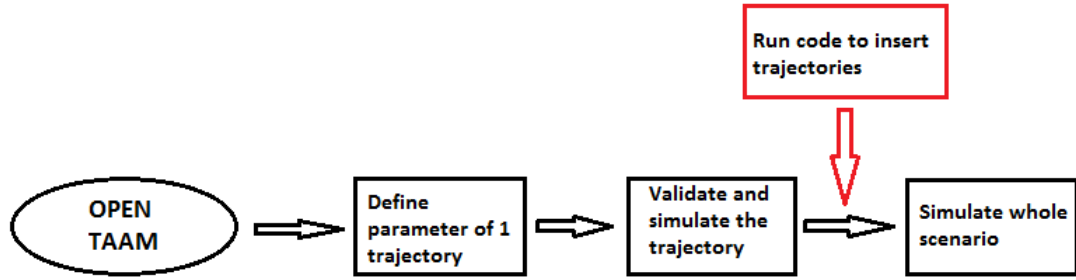 Run code to insert
trajectories
OPEN
TAAM
Define
parameter of 1
trajectory
Validate and
simulate the
trajectory
Simulate whole
scenario